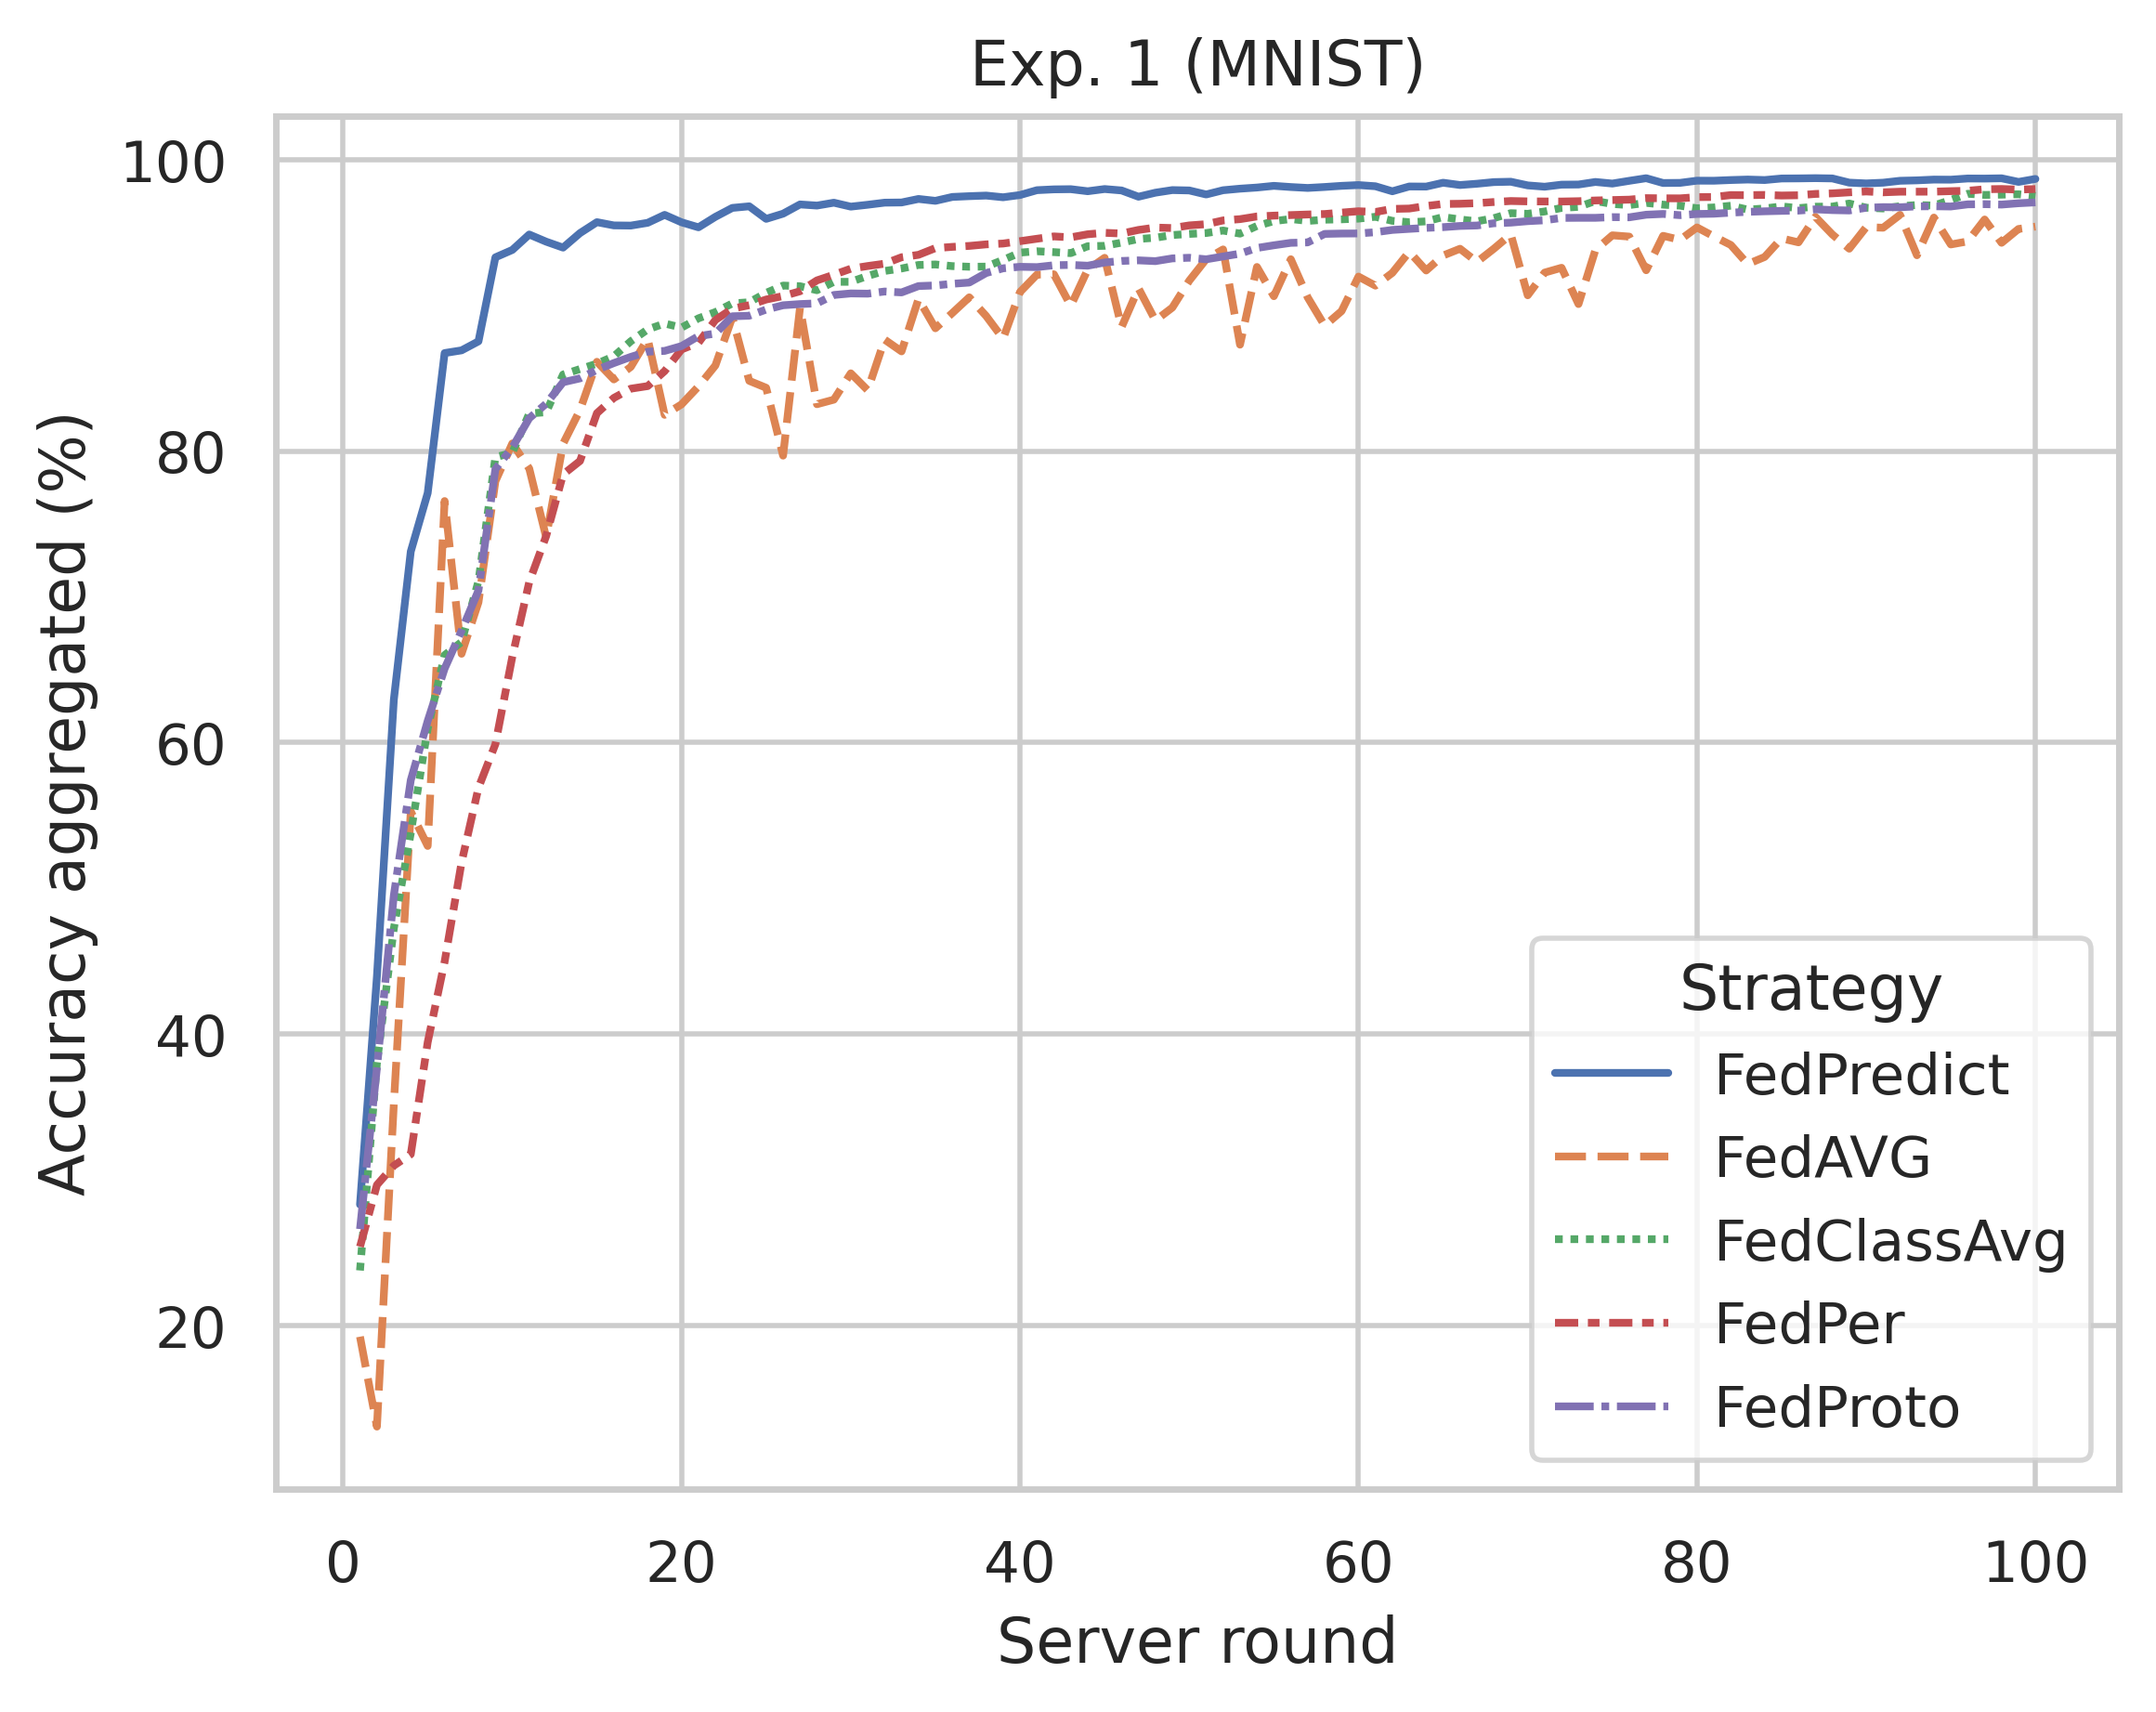 Exp. 1 (MNIST)
Accuracy aggregated (%)
100
80
60
40
20
0 20 40 60 80 100
Server round
Strategy
FedPredict
FedAVG
FedClassAvg
FedPer
FedProto